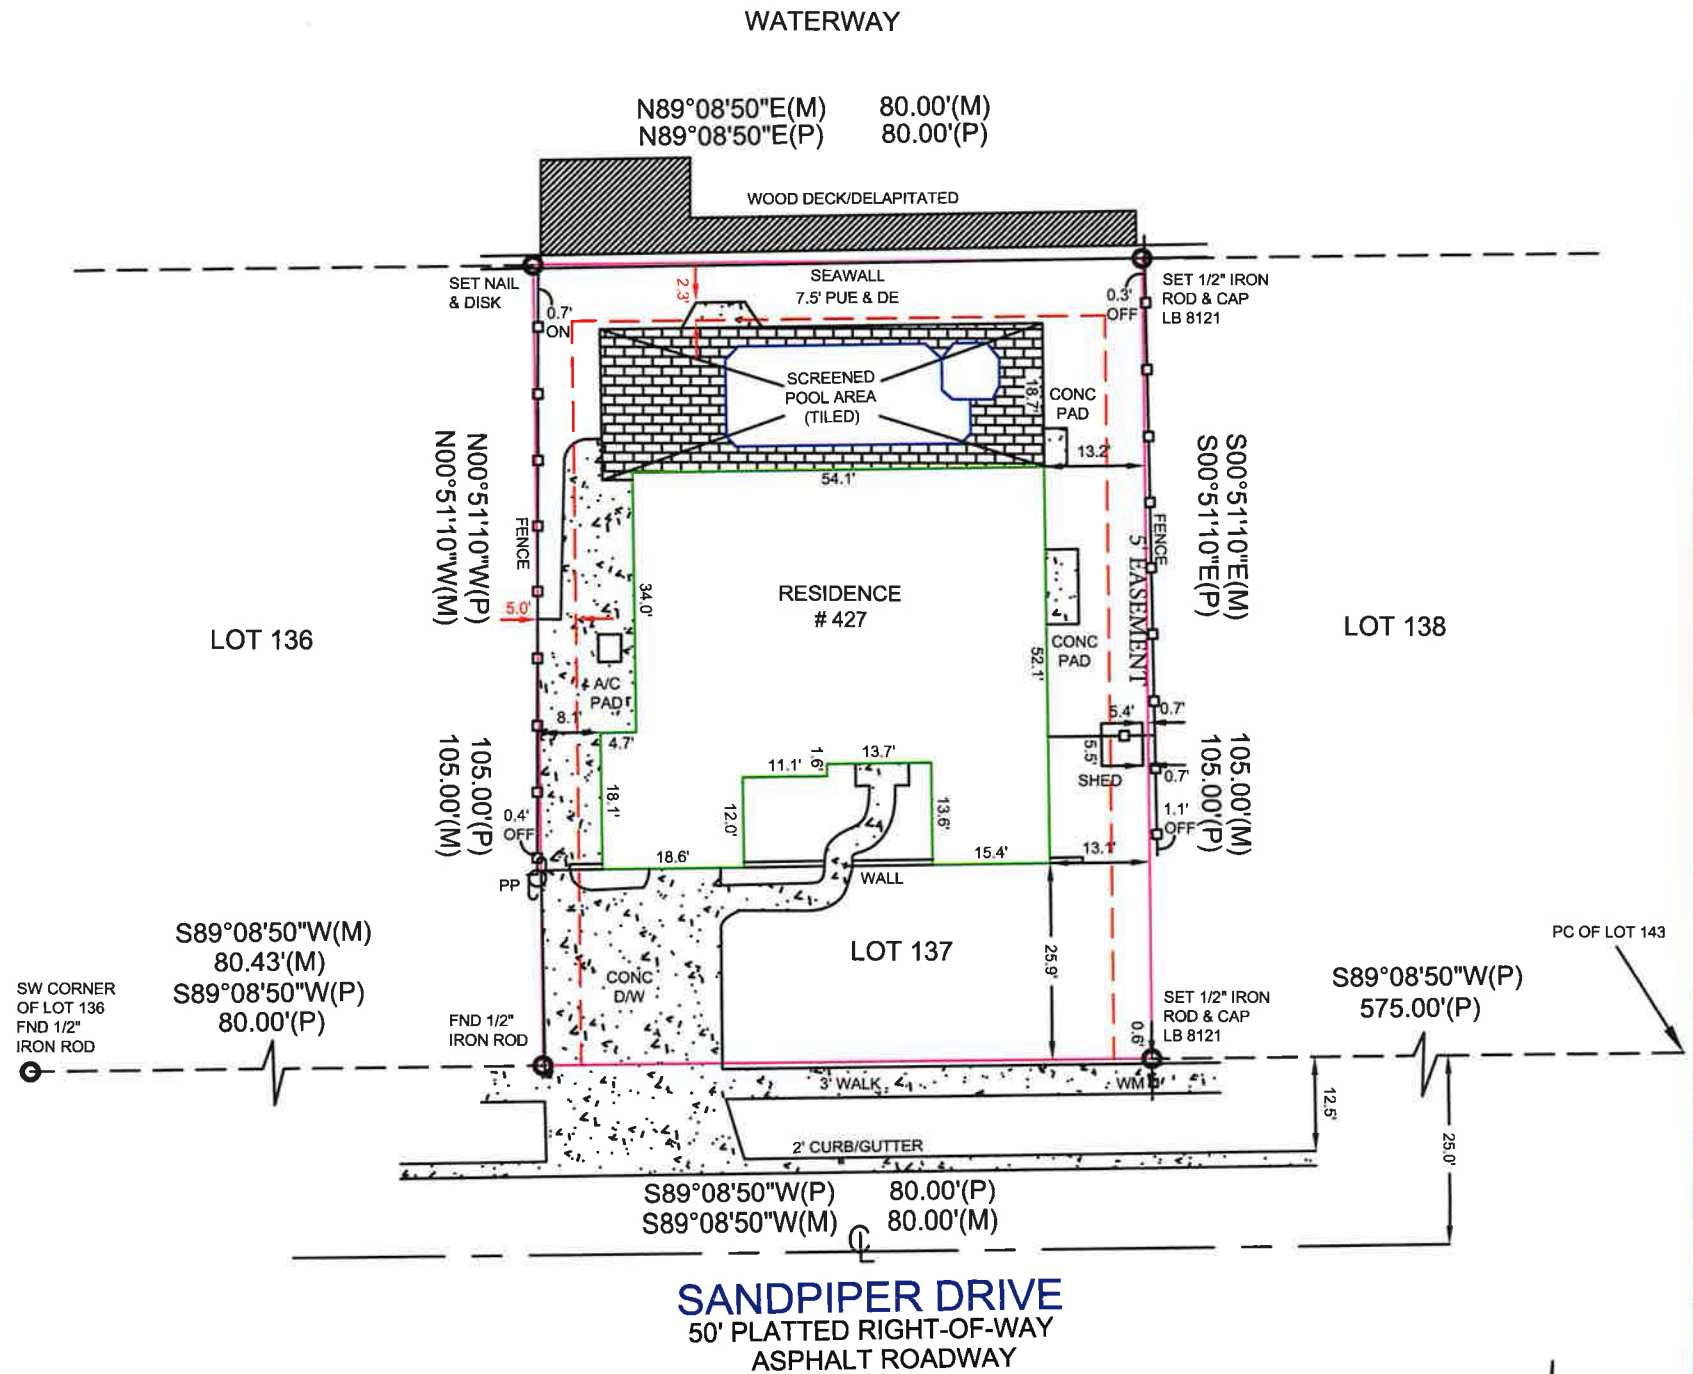 WATERWAY
N89°08'50"E(M) 80.00'(M)
N89°08'50"E(P) 80.00'(P)
WOOD DECK/DELAPITATED
SET NAIL
& DISK
0.7'
ON
2.3'
SEAWALL
7.5' PUE & DE
0.3'
OFF
SET 1/2" IRON
ROD & CAP
LB 8121
SCREENED
POOL AREA
(TILED)
18.7'
CONC
PAD
13.2'
54.1'
N00°51'10"W(P)
N00°51'10"W(M)
FENCE
5.0'
34.0'
RESIDENCE
# 427
52.1'
CONC
PAD
FENCE
5' EASEMENT
S00°51'10"E(M)
S00°51'10"E(P)
LOT 136
LOT 138
A/C
PAD
8.1'
4.7'
18.1'
11.1'
1.6'
13.7'
12.0'
13.6'
5.4'
0.7'
5.5'
SHED
0.7'
1.1'
OFF
105.00'(P)
105.00'(M)
105.00'(M)
105.00'(P)
0.4'
OFF
18.6'
15.4'
13.1'
PP
WALL
LOT 137
25.9'
CONC
D/W
S89°08'50"W(M)
80.43'(M)
S89°08'50"W(P)
80.00'(P)
SW CORNER
OF LOT 136
FND 1/2"
IRON ROD
FND 1/2"
IRON ROD
SET 1/2" IRON
ROD & CAP
LB 8121
0.6'
PC OF LOT 143
S89°08'50"W(P)
575.00'(P)
3' WALK
WM
12.5'
25.0'
2' CURB/GUTTER
S89°08'50"W(P) 80.00'(P)
S89°08'50"W(M) 80.00'(M)
CL
SANDPIPER DRIVE
50' PLATTED RIGHT-OF-WAY
ASPHALT ROADWAY